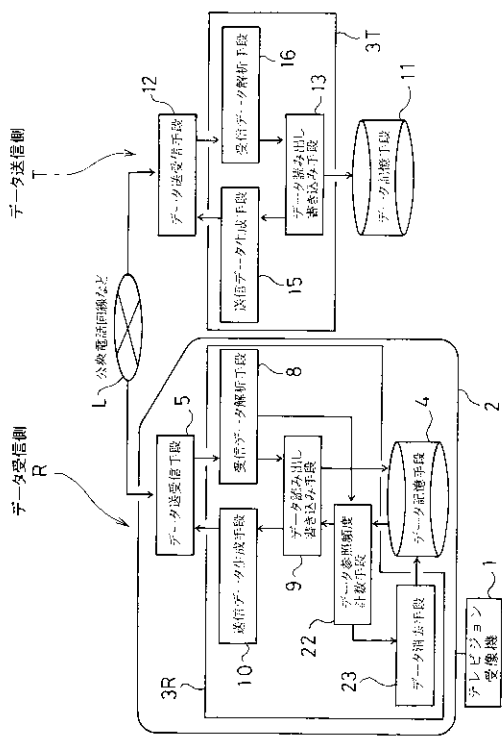 データ受信側
R
データ送信側
T
L
公衆電話回線など
データ送受信手段
5
データ送受信手段
12
送信データ生成手段
10
受信データ解析手段
8
データ読み出し
書き込み手段
9
データ参照頻度
計数手段
22
データ消去手段
23
データ記憶手段
4
3R
2
テレビジョン
受像機
1
送信データ生成手段
15
受信データ解析手段
16
データ読み出し
書き込み手段
13
3T
データ記憶手段
11